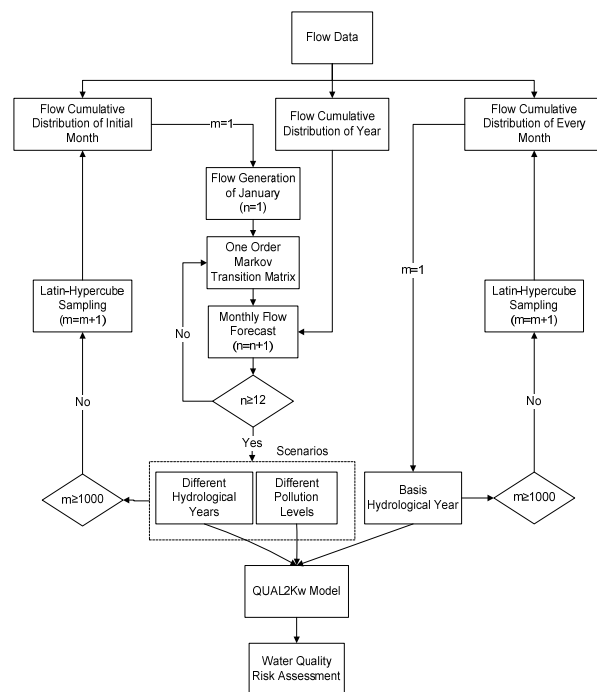 Flow Data
Flow Cumulative
Distribution of Initial
Month
m=1
Flow Cumulative
Distribution of Year
Flow Cumulative
Distribution of Every
Month
Flow Generation
of January
(n=1)
One Order
Markov
Transition Matrix
m=1
Latin-Hypercube
Sampling
(m=m+1)
No
Monthly Flow
Forecast
(n=n+1)
Latin-Hypercube
Sampling
(m=m+1)
No
n≥12
No
Yes
Scenarios
m≥1000
Different
Hydrological
Years
Different
Pollution
Levels
Basis
Hydrological Year
m≥1000
QUAL2Kw Model
Water Quality
Risk Assessment